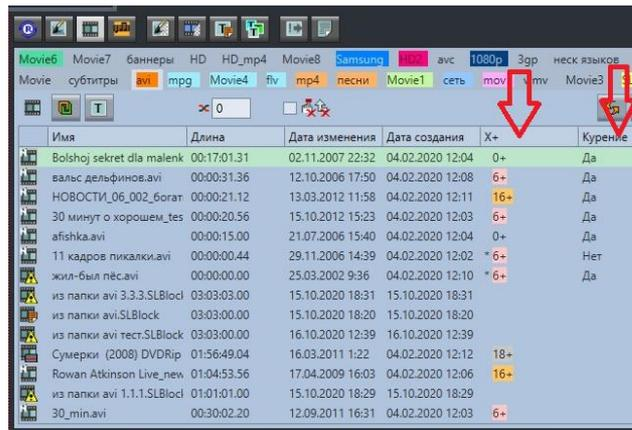 Movie6 Movie7 баннеры HD HD_mp4 Movie8 Samsung HD2 avc 1080p 3gp неск языков
Movie субтитры avi mpg Movie4 flv mp4 песни Movie1 сеть mov wmv Movie3
T 0
Имя Длина Дата изменения Дата создания X+ Курение
Bolshoj sekret dla malenk 00:17:01.31 02.11.2007 22:32 04.02.2020 12:04 0+ Да
вальс дельфинов.avi 00:00:31.36 12.10.2006 17:50 04.02.2020 12:08 6+ Да
НОВОСТИ_06_002_богат 00:00:21.12 13.03.2012 11:58 04.02.2020 12:11 16+ Да
30 минут о хорошем_tes 00:00:20.56 15.10.2012 15:23 04.02.2020 12:03 6+ Да
afishka.avi 00:00:15.00 21.07.2006 15:40 04.02.2020 12:04 0+ Да
11 кадров пикалки.avi 00:00:00.44 29.11.2006 14:39 04.02.2020 12:02 * 6+ Нет
жил-был пёс.avi 00:00:00.00 25.03.2002 9:36 04.02.2020 12:10 * 6+ Да
из папки avi 3.3.3.SLBlock 03:03:03.00 15.10.2020 18:31 15.10.2020 18:31
из папки avi.SLBlock 03:03:00.00 15.10.2020 18:20 15.10.2020 18:20
из папки avi тест.SLBlock 03:03:00.00 16.10.2020 12:39 16.10.2020 12:39
Сумерки (2008) DVDRip 01:56:49.04 16.03.2011 1:22 04.02.2020 12:12 18+
Rowan Atkinson Live_new 01:04:53.56 17.04.2009 16:03 04.02.2020 12:06 16+
из папки avi 1.1.1.SLBlock 01:01:01.00 15.10.2020 18:29 15.10.2020 18:29
30_min.avi 00:30:02.20 12.09.2011 16:31 04.02.2020 12:03 6+